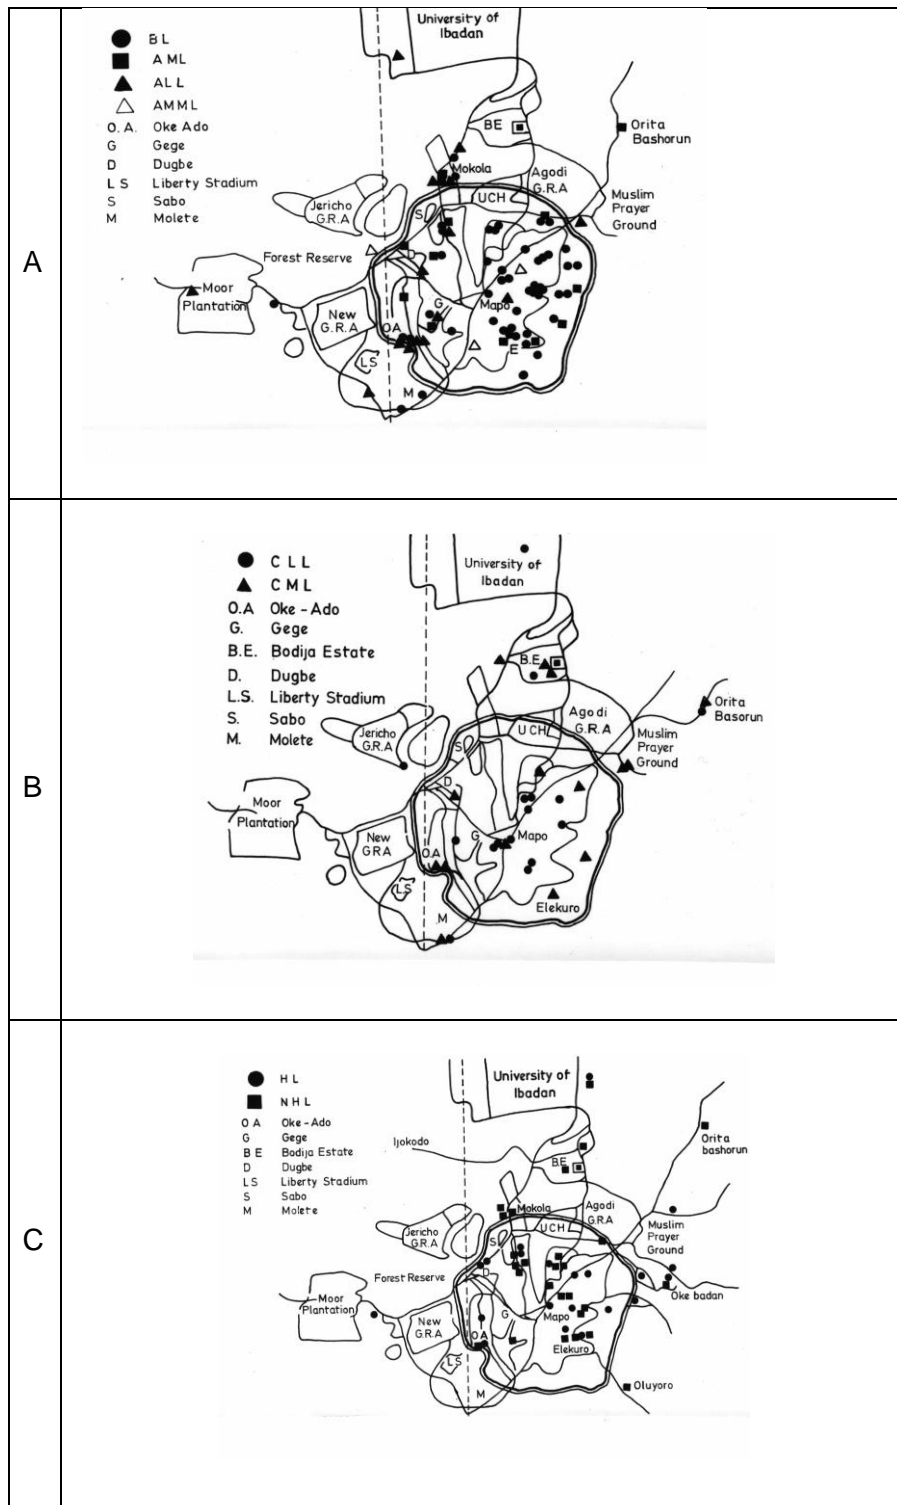 A
BL
AML
ALL
AMML
O.A. Oke Ado
G Gege
D Dugbe
L S Liberty Stadium
S Sabo
M Molete
University of
Ibadan
BE
Orita
Bashorun
Mokola
Agodi
G.R.A
UCH
Muslim
Prayer
Ground
Jericho
G.R.A
S
Forest Reserve
D
Moor
Plantation
New
G.R.A
G
Mapo
OA
E
LS
M
B
CLL
CML
O.A Oke - Ado
G. Gege
B.E. Bodija Estate
D. Dugbe
L.S. Liberty Stadium
S. Sabo
M. Molete
University of
Ibadan
B.E
Orita
Basorun
Agodi
G.R.A
UCH
Muslim
Prayer
Ground
Jericho
G.R.A
S
D
Moor
Plantation
New
GRA
G
Mapo
O.A
LS
Elekuro
M
C
HL
NHL
O A Oke - Ado
G Gege
B E Bodija Estate
D Dugbe
LS Liberty Stadium
S Sabo
M Molete
University of
Ibadan
Ijokodo
B.E
Orita
bashorun
Mokola
Agodi
G.R.A
UCH
Muslim
Prayer
Ground
Jericho
G.R.A
S
Forest Reserve
D
Oke badan
Moor
Plantation
New
G.R.A
G
Mapo
OA
Elekuro
LS
M
Oluyoro